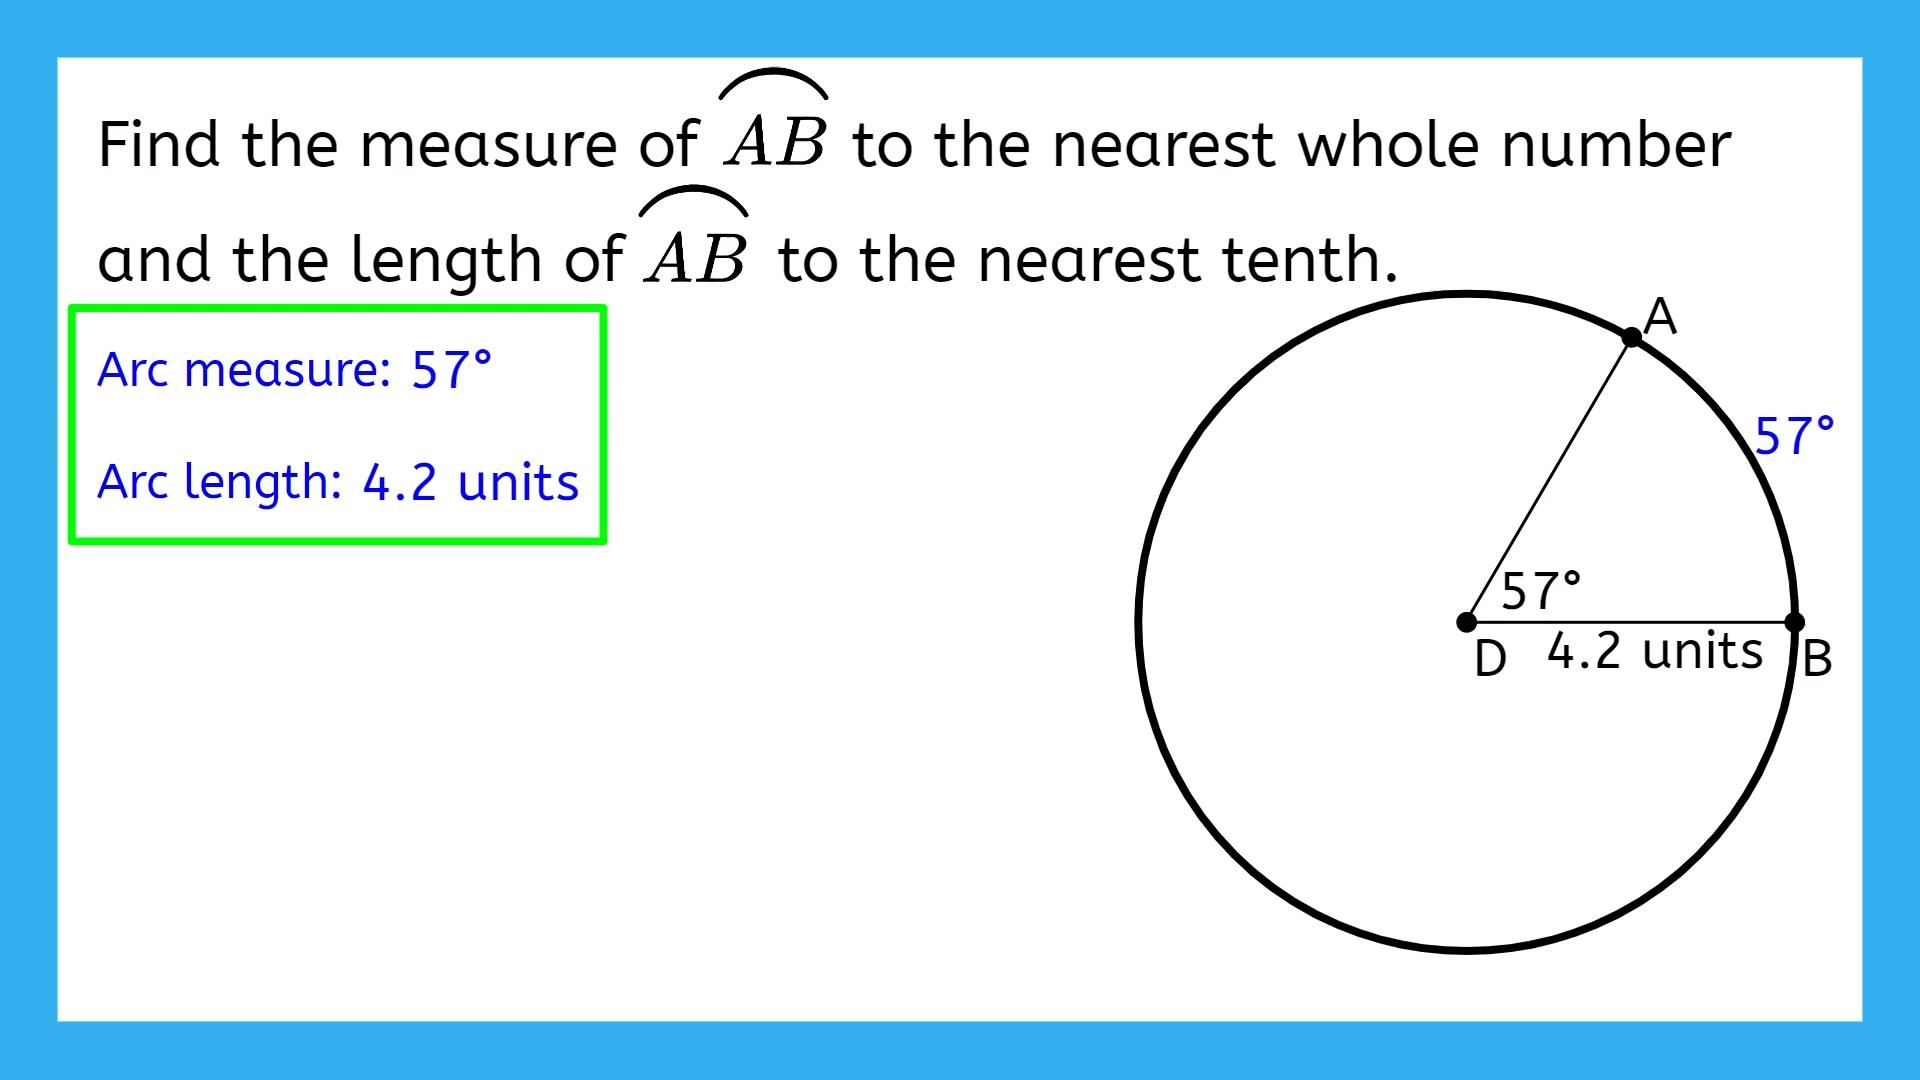 Find the measure of AB to the nearest whole number
and the length of AB to the nearest tenth.
Arc measure: 57°
Arc length: 4.2 units
A
57°
57°
D
4.2 units
B